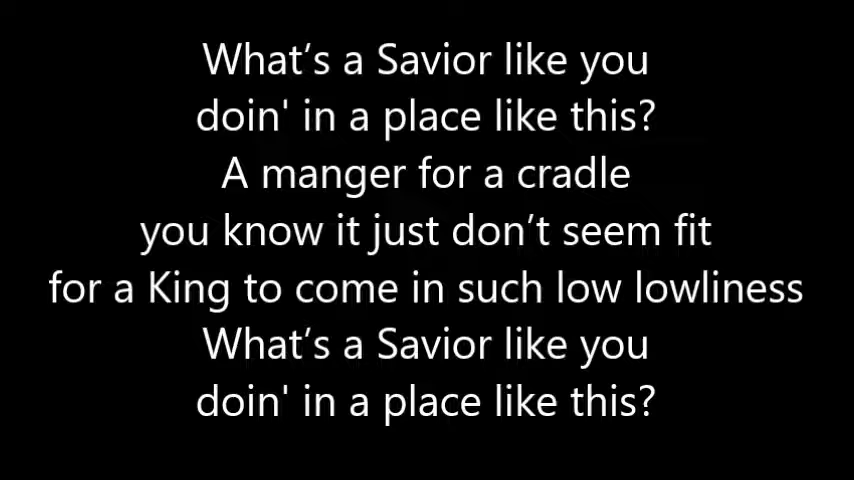 What’s a Savior like you
doin' in a place like this?
A manger for a cradle
you know it just don’t seem fit
for a King to come in such low lowliness
What’s a Savior like you
doin' in a place like this?